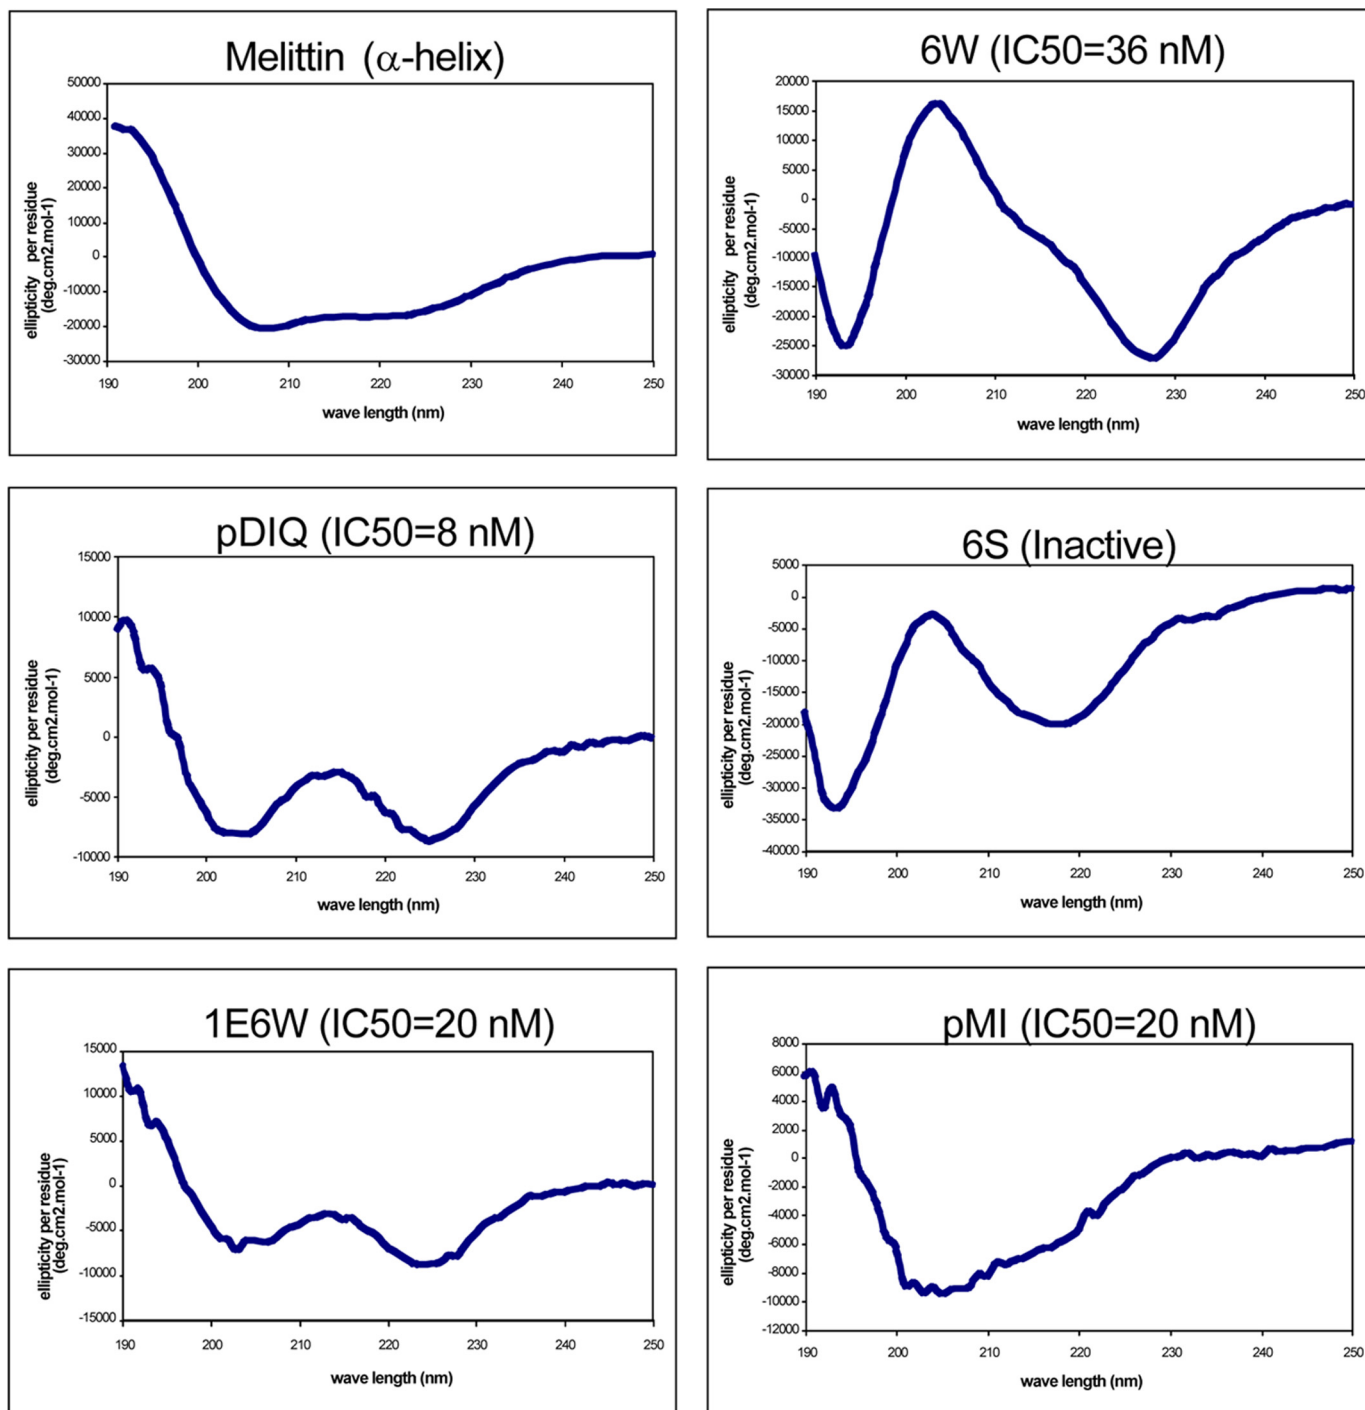 Melittin (α-helix)
50000
40000
30000
20000
10000
0
-10000
-20000
-30000
ellipticity per residue
(deg.cm2.mol-1)
190 200 210 220 230 240 250
wave length (nm)
6W (IC50=36 nM)
20000
15000
10000
5000
0
-5000
-10000
-15000
-20000
-25000
-30000
ellipticity per residue
(deg.cm2.mol-1)
190 200 210 220 230 240 250
wave length (nm)
pDIQ (IC50=8 nM)
15000
10000
5000
0
-5000
-10000
ellipticity per residue
(deg.cm2.mol-1)
190 200 210 220 230 240 250
wave length (nm)
6S (Inactive)
5000
0
-5000
-10000
-15000
-20000
-25000
-30000
-35000
-40000
ellipticity per residue
(deg.cm2.mol-1)
190 200 210 220 230 240 250
wave length (nm)
1E6W (IC50=20 nM)
15000
10000
5000
0
-5000
-10000
-15000
ellipticity per residue
(deg.cm2.mol-1)
190 200 210 220 230 240 250
wave length (nm)
pMI (IC50=20 nM)
8000
6000
4000
2000
0
-2000
-4000
-6000
-8000
-10000
-12000
ellipticity per residue
(deg.cm2.mol-1)
190 200 210 220 230 240 250
wave length (nm)